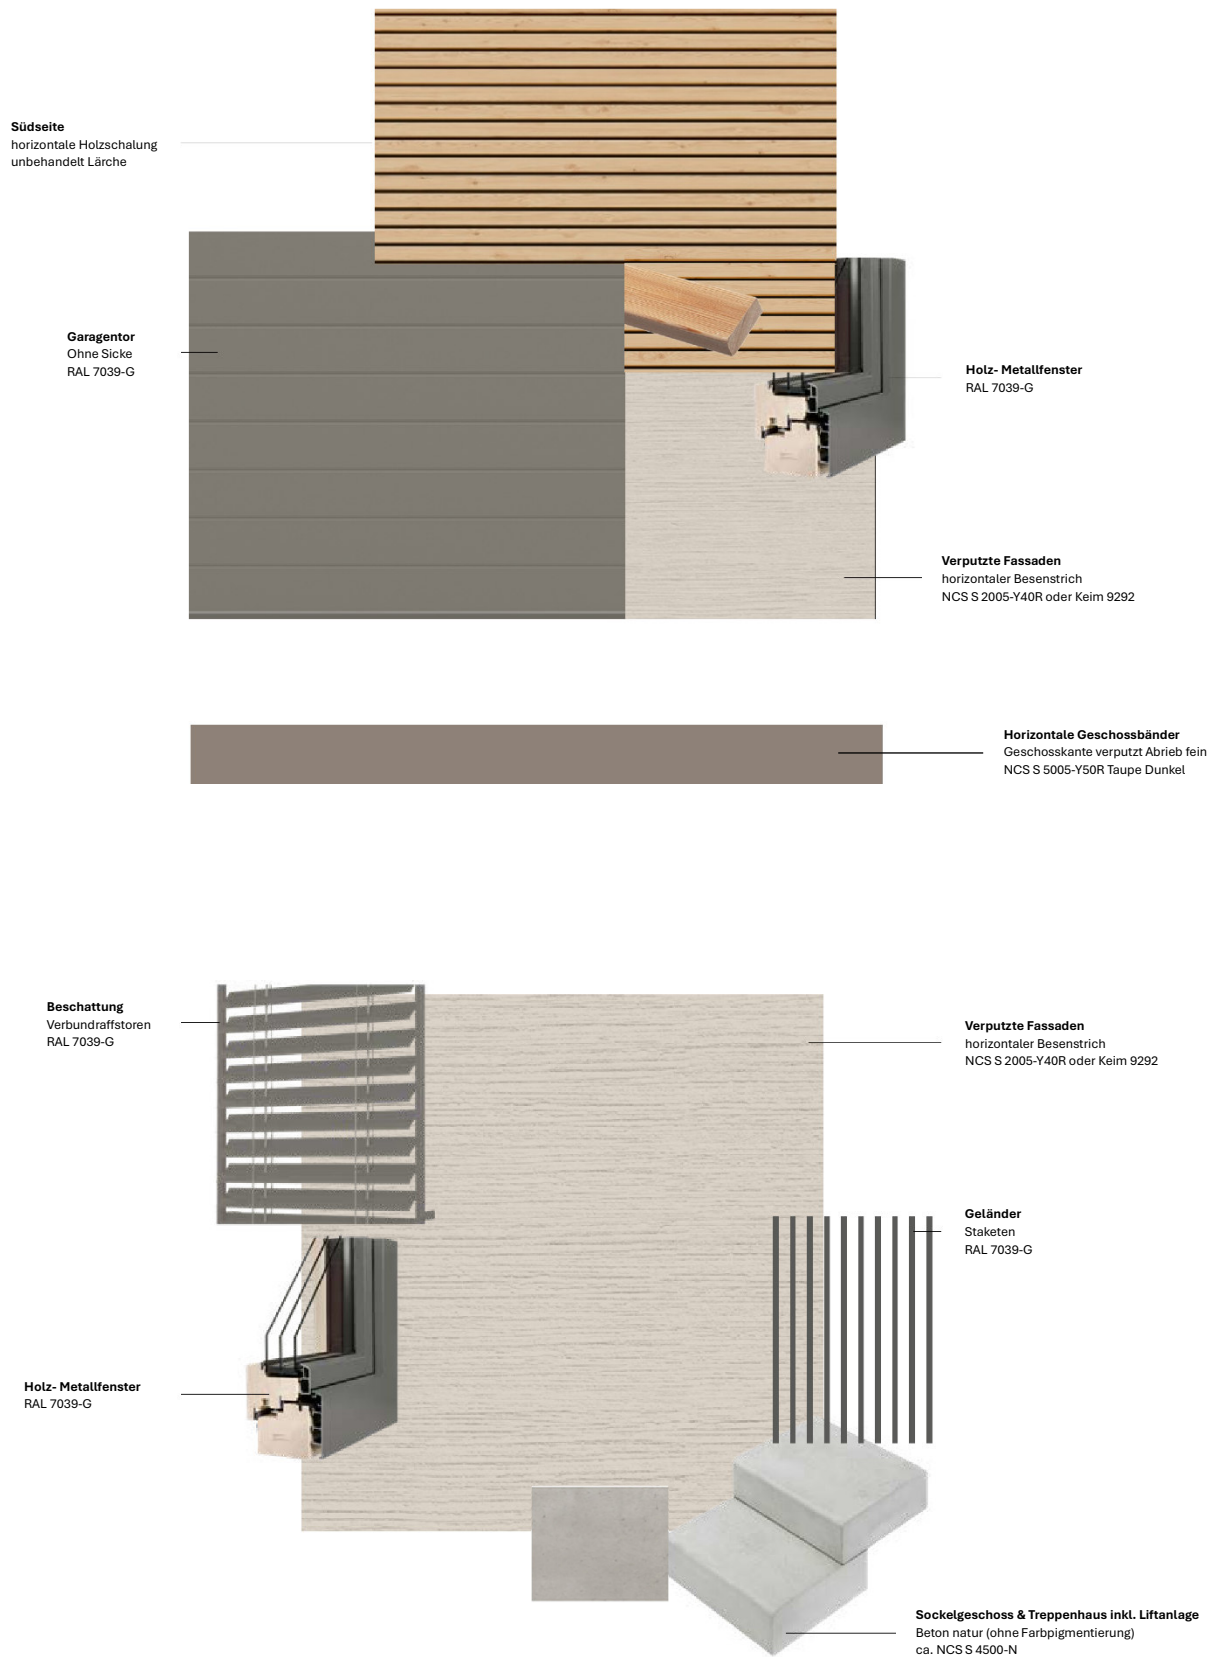 Südseite
horizontale Holzschalung
unbehandelt Lärche
Garagentor
Ohne Sicke
RAL 7039-G
Holz- Metallfenster
RAL 7039-G
Verputzte Fassaden
horizontaler Besenstrich
NCS S 2005-Y40R oder Keim 9292
Horizontale Geschossbänder
Geschosskante verputzt Abrieb fein
NCS S 5005-Y50R Taupe Dunkel
Beschattung
Verbundraffstoren
RAL 7039-G
Verputzte Fassaden
horizontaler Besenstrich
NCS S 2005-Y40R oder Keim 9292
Geländer
Staketen
RAL 7039-G
Holz- Metallfenster
RAL 7039-G
Sockelgeschoss & Treppenhaus inkl. Liftanlage
Beton natur (ohne Farbpigmentierung)
ca. NCS S 4500-N